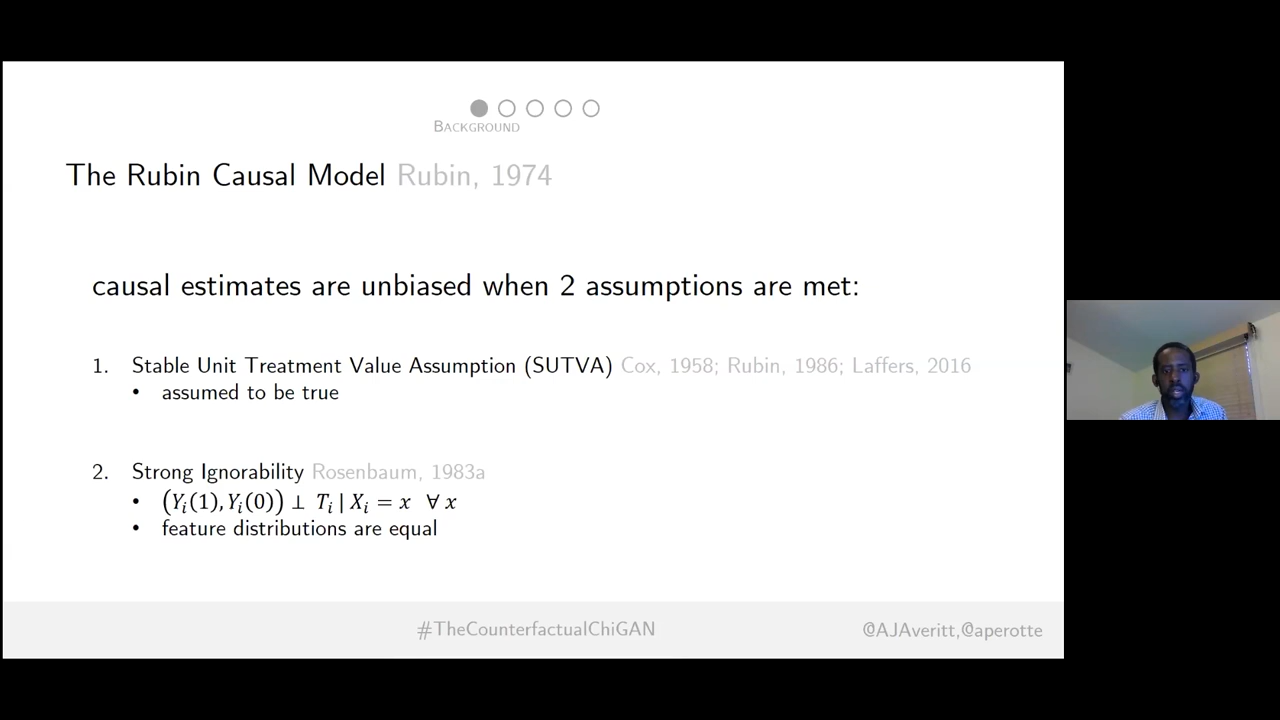 BACKGROUND
The Rubin Causal Model Rubin, 1974
causal estimates are unbiased when 2 assumptions are met:
1. Stable Unit Treatment Value Assumption (SUTVA) Cox, 1958; Rubin, 1986; Laffers, 2016
• assumed to be true
2. Strong Ignorability Rosenbaum, 1983a
• (Yᵢ(1), Yᵢ(0)) ⊥ Tᵢ | Xᵢ = x ∀ x
• feature distributions are equal
#TheCounterfactualChiGAN
@AJAveritt,@aperotte